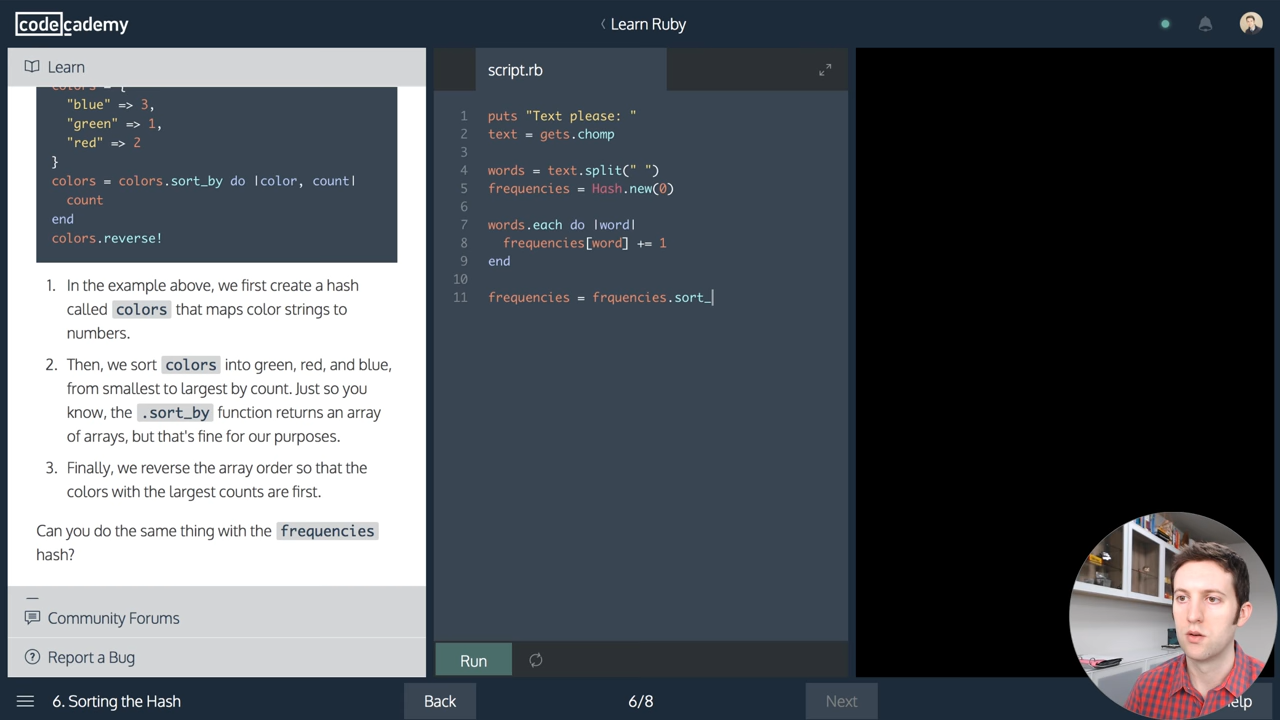 codecademy
Learn Ruby
Learn
colors = {
"blue" => 3,
"green" => 1,
"red" => 2
}
colors = colors.sort_by do |color, count|
count
end
colors.reverse!
1. In the example above, we first create a hash
called colors that maps color strings to
numbers.
2. Then, we sort colors into green, red, and blue,
from smallest to largest by count. Just so you
know, the .sort_by function returns an array
of arrays, but that's fine for our purposes.
3. Finally, we reverse the array order so that the
colors with the largest counts are first.
Can you do the same thing with the frequencies
hash?
Community Forums
Report a Bug
script.rb
1 puts "Text please: "
2 text = gets.chomp
3
4 words = text.split(" ")
5 frequencies = Hash.new(0)
6
7 words.each do |word|
8 frequencies[word] += 1
9 end
10
11 frequencies = frquencies.sort_
Run
6. Sorting the Hash
Back
6/8
Next
elp